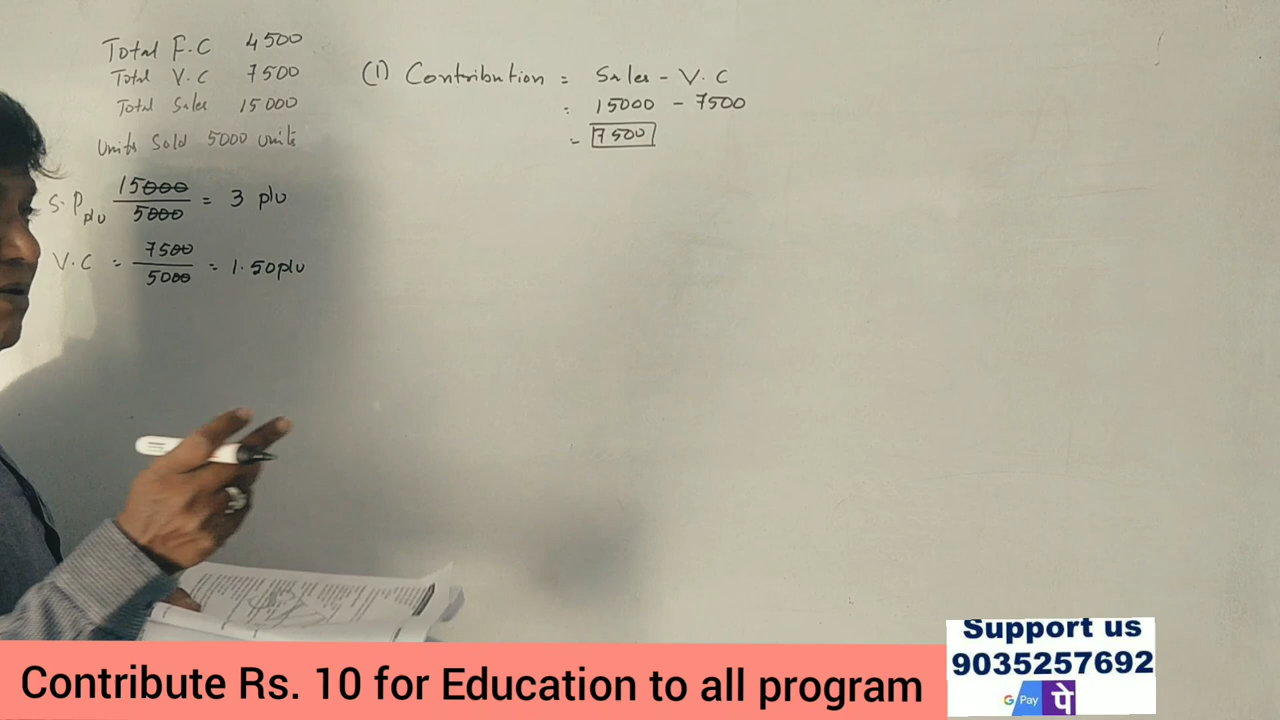 Total F.C 4500
Total V.C 7500
Total Sales 15000
Units Sold 5000 units
S.P p/u 15000/5000 = 3 p/u
V.C = 7500/5000 = 1.50 p/u
(1) Contribution = Sales - V.C
= 15000 - 7500
= 7500
Contribute Rs. 10 for Education to all program
Support us
9035257692
G Pay पे